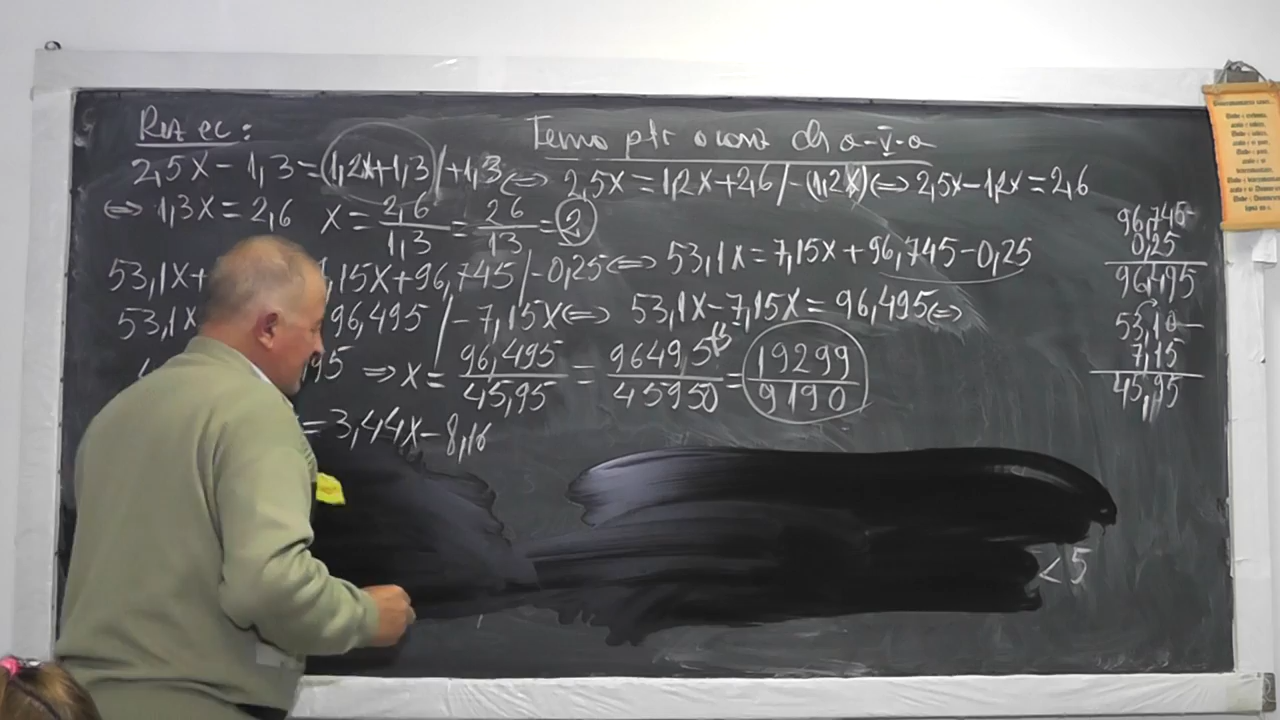 Rez ec:
Tema ptr acasă cls a-V-a
2,5x - 1,3 = 1,2x + 1,3 / +1,3 ⇔ 2,5x = 1,2x + 2,6 / -(1,2x) ⇔ 2,5x - 1,2x = 2,6
⇔ 1,3x = 2,6 x = 2,6/1,3 = 26/13 = 2
53,1x + ,15x + 96,745 / -0,25 ⇔ 53,1x = 7,15x + 96,745 - 0,25
53,1x 96,495 / -7,15x ⇔ 53,1x - 7,15x = 96,495 ⇔
95 ⇒ x = 96,495/45,95 = 96495/45950 = 19299/9190
= 3,44x - 8,16
< 5
96,745-
0,25
96,495
53,10-
7,15
45,95